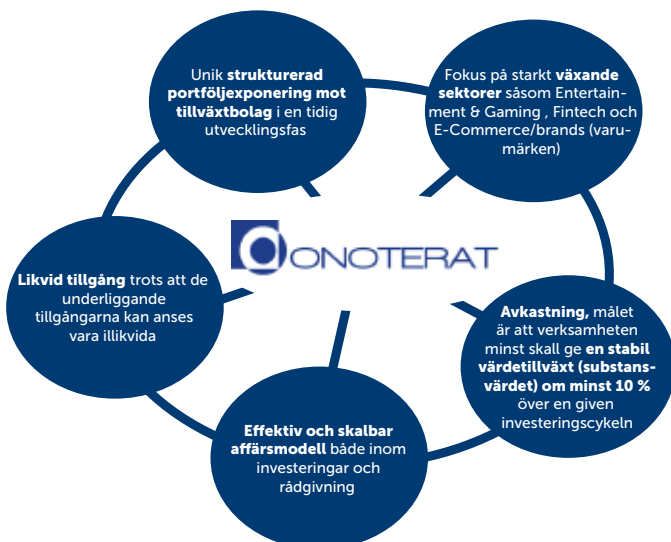 Unik strukturerad
portföljexponering mot
tillväxtbolag i en tidig
utvecklingsfas
Fokus på starkt växande
sektorer såsom Entertain-
ment & Gaming , Fintech och
E-Commerce/brands (varu-
märken)
ONOTERAT
Likvid tillgång trots att de
underliggande
tillgångarna kan anses
vara illikvida
Avkastning, målet
är att verksamheten
minst skall ge en stabil
värdetillväxt (substans-
värdet) om minst 10 %
över en given
investeringscykeln
Effektiv och skalbar
affärsmodell både inom
investeringar och
rådgivning